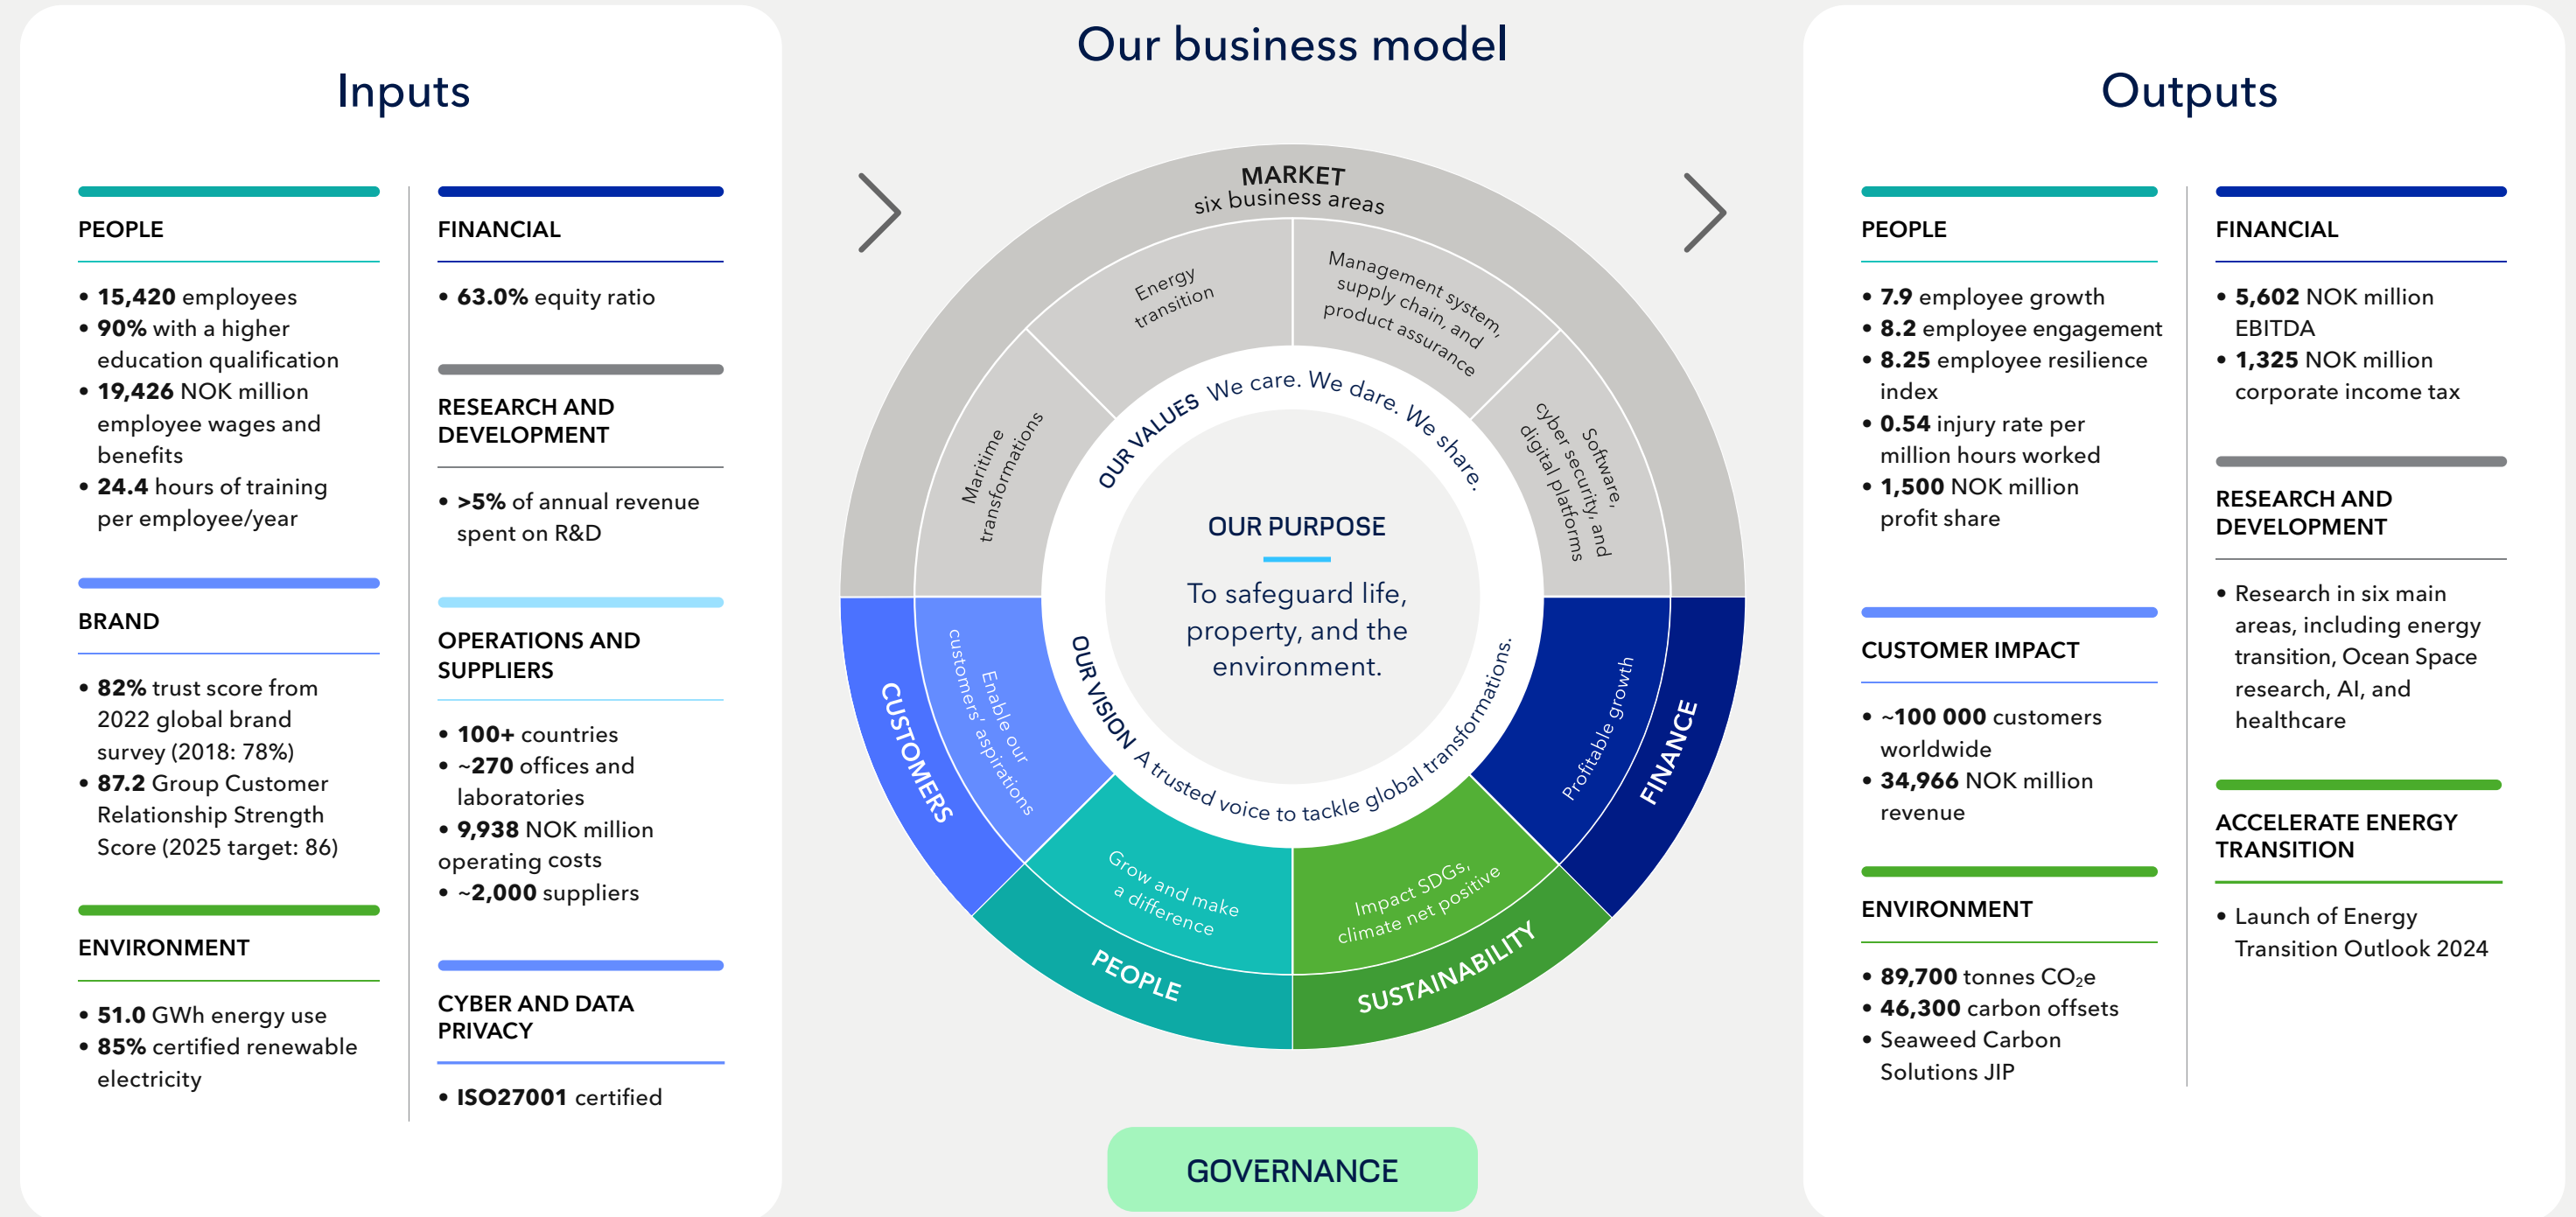 Inputs
PEOPLE
• 15,420 employees
• 90% with a higher
education qualification
• 19,426 NOK million
employee wages and
benefits
• 24.4 hours of training
per employee/year
BRAND
• 82% trust score from
2022 global brand
survey (2018: 78%)
• 87.2 Group Customer
Relationship Strength
Score (2025 target: 86)
ENVIRONMENT
• 51.0 GWh energy use
• 85% certified renewable
electricity
FINANCIAL
• 63.0% equity ratio
RESEARCH AND
DEVELOPMENT
• >5% of annual revenue
spent on R&D
OPERATIONS AND
SUPPLIERS
• 100+ countries
• ~270 offices and
laboratories
• 9,938 NOK million
operating costs
• ~2,000 suppliers
CYBER AND DATA
PRIVACY
• ISO27001 certified
Our business model
MARKET
six business areas
Maritime
transformations
Energy
transition
Management system,
supply chain, and
product assurance
Software,
cyber security, and
digital platforms
OUR VALUES We care. We dare. We share.
OUR PURPOSE
To safeguard life,
property, and the
environment.
OUR VISION A trusted voice to tackle global transformations.
CUSTOMERS
Enable our
customers' aspirations
PEOPLE
Grow and make
a difference
SUSTAINABILITY
Impact SDGs,
climate net positive
FINANCE
Profitable growth
GOVERNANCE
Outputs
PEOPLE
• 7.9 employee growth
• 8.2 employee engagement
• 8.25 employee resilience
index
• 0.54 injury rate per
million hours worked
• 1,500 NOK million
profit share
CUSTOMER IMPACT
• ~100 000 customers
worldwide
• 34,966 NOK million
revenue
ENVIRONMENT
• 89,700 tonnes CO₂e
• 46,300 carbon offsets
• Seaweed Carbon
Solutions JIP
FINANCIAL
• 5,602 NOK million
EBITDA
• 1,325 NOK million
corporate income tax
RESEARCH AND
DEVELOPMENT
• Research in six main
areas, including energy
transition, Ocean Space
research, AI, and
healthcare
ACCELERATE ENERGY
TRANSITION
• Launch of Energy
Transition Outlook 2024